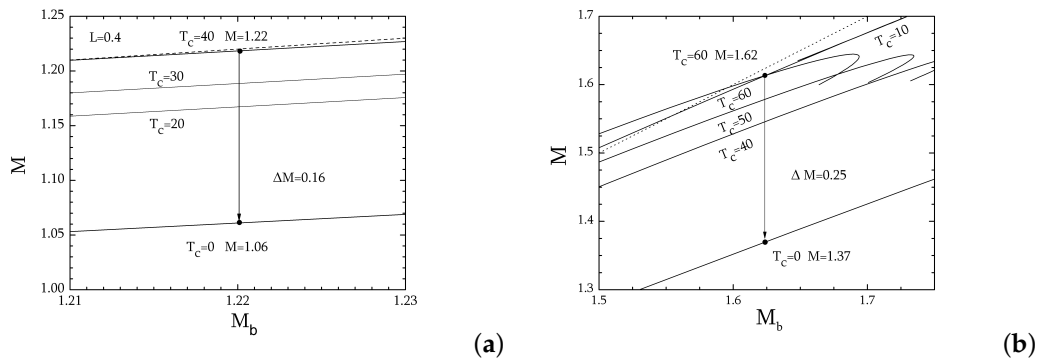 1.25
L=0.4
T_c=40 M=1.22
1.20
T_c=30
T_c=20
1.15
M
1.10
ΔM=0.16
1.05
T_c=0 M=1.06
1.00
1.21
1.22
1.23
M_b
(a)
1.7
T_c=10
T_c=60 M=1.62
1.6
T_c=60
T_c=50
T_c=40
1.5
M
Δ M=0.25
1.4
T_c=0 M=1.37
1.3
1.5
1.6
1.7
M_b
(b)